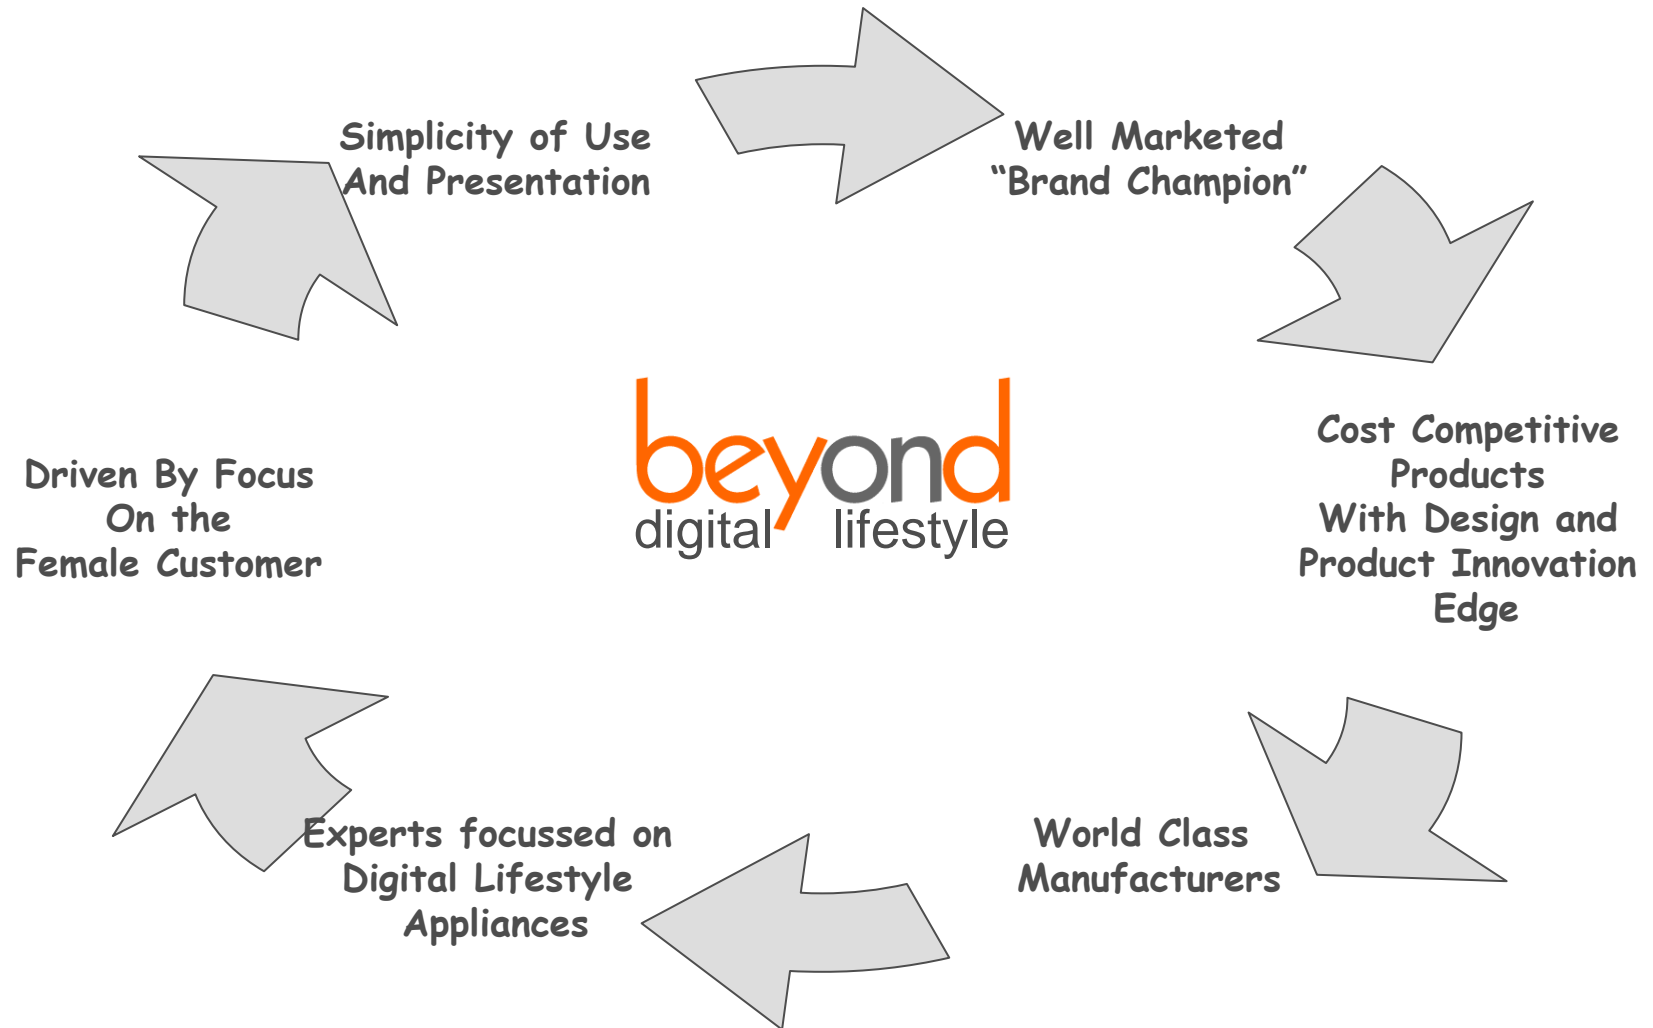 Simplicity of Use
And Presentation
Well Marketed
“Brand Champion”
Cost Competitive
Products
With Design and
Product Innovation
Edge
World Class
Manufacturers
Experts focussed on
Digital Lifestyle
Appliances
Driven By Focus
On the
Female Customer
beyond
digital lifestyle